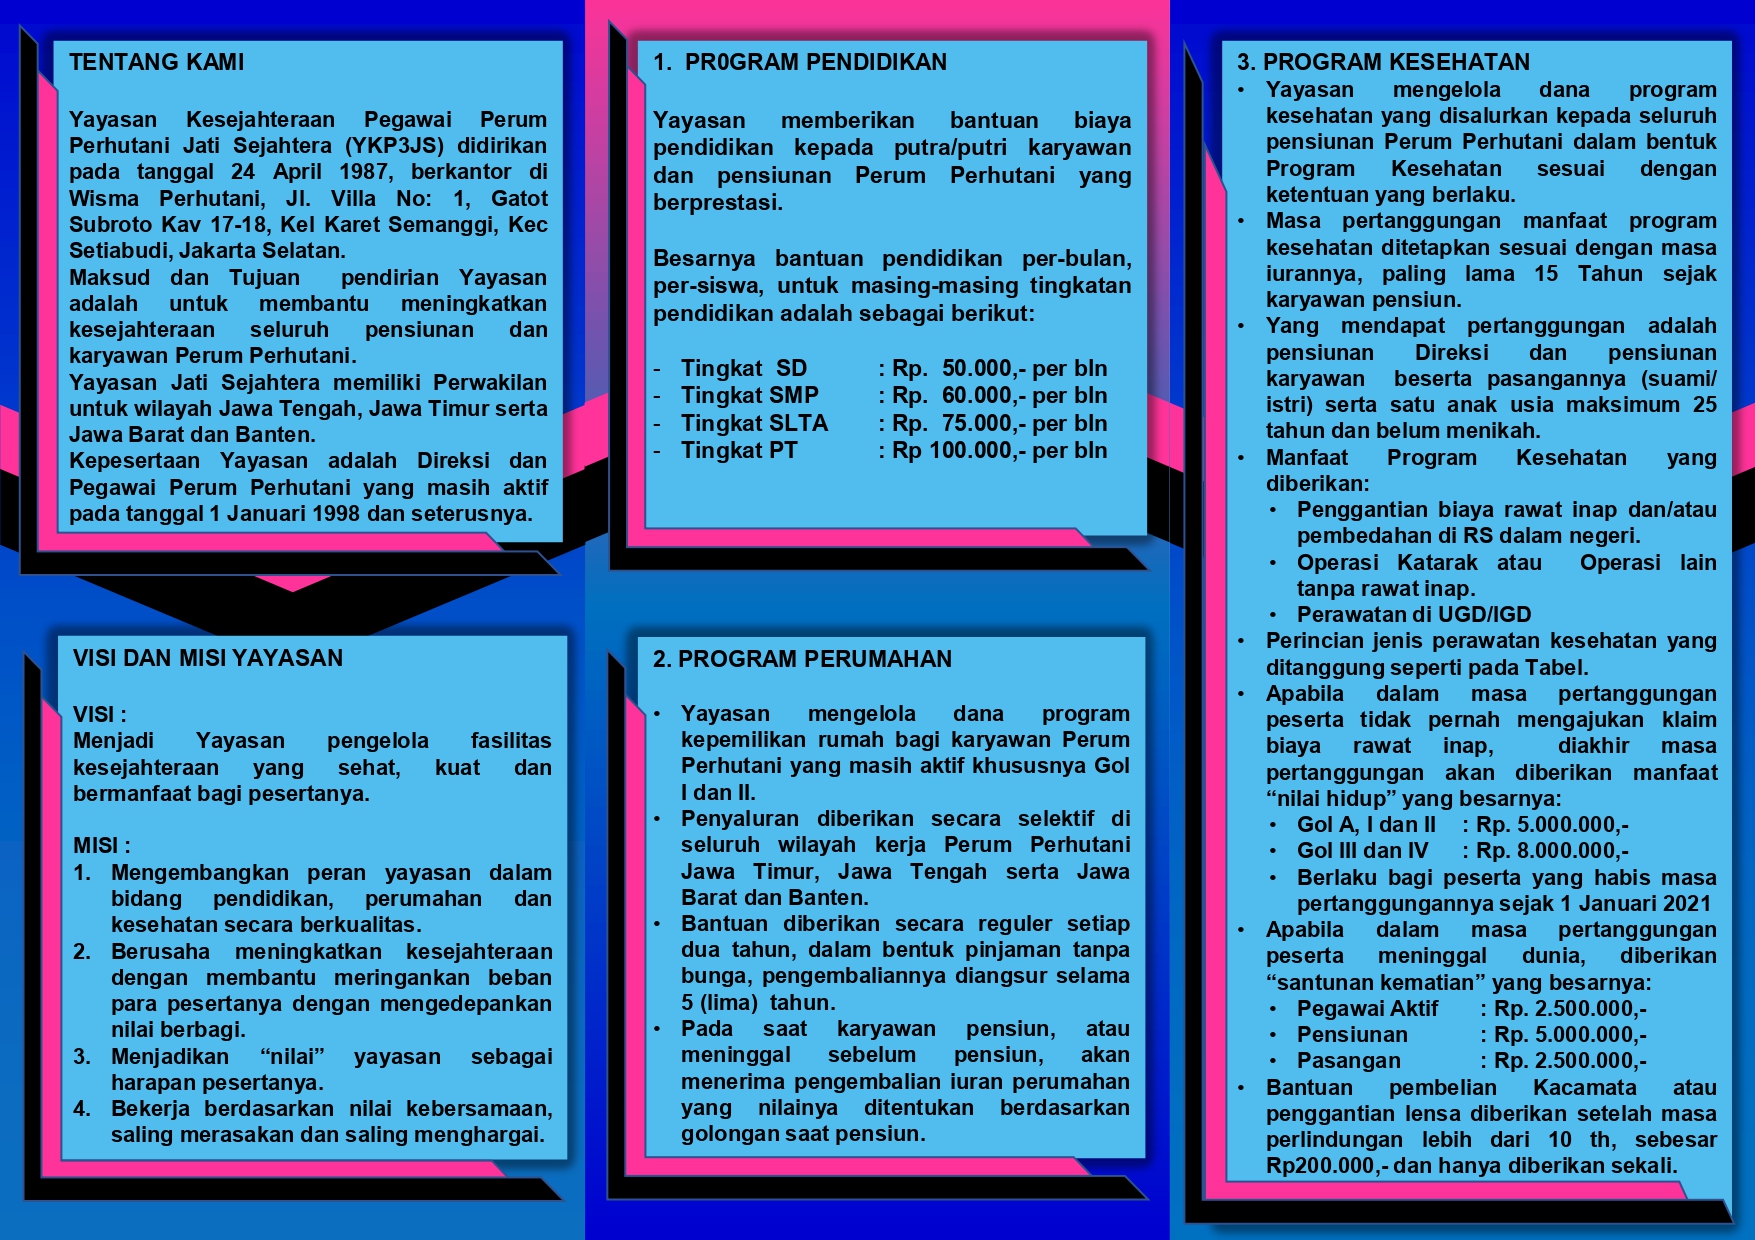 TENTANG KAMI
Yayasan Kesejahteraan Pegawai Perum
Perhutani Jati Sejahtera (YKP3JS) didirikan
pada tanggal 24 April 1987, berkantor di
Wisma Perhutani, Jl. Villa No: 1, Gatot
Subroto Kav 17-18, Kel Karet Semanggi, Kec
Setiabudi, Jakarta Selatan.
Maksud dan Tujuan pendirian Yayasan
adalah untuk membantu meningkatkan
kesejahteraan seluruh pensiunan dan
karyawan Perum Perhutani.
Yayasan Jati Sejahtera memiliki Perwakilan
untuk wilayah Jawa Tengah, Jawa Timur serta
Jawa Barat dan Banten.
Kepesertaan Yayasan adalah Direksi dan
Pegawai Perum Perhutani yang masih aktif
pada tanggal 1 Januari 1998 dan seterusnya.
VISI DAN MISI YAYASAN
VISI :
Menjadi Yayasan pengelola fasilitas
kesejahteraan yang sehat, kuat dan
bermanfaat bagi pesertanya.
MISI :
1. Mengembangkan peran yayasan dalam
bidang pendidikan, perumahan dan
kesehatan secara berkualitas.
2. Berusaha meningkatkan kesejahteraan
dengan membantu meringankan beban
para pesertanya dengan mengedepankan
nilai berbagi.
3. Menjadikan “nilai” yayasan sebagai
harapan pesertanya.
4. Bekerja berdasarkan nilai kebersamaan,
saling merasakan dan saling menghargai.
1. PR0GRAM PENDIDIKAN
Yayasan memberikan bantuan biaya
pendidikan kepada putra/putri karyawan
dan pensiunan Perum Perhutani yang
berprestasi.
Besarnya bantuan pendidikan per-bulan,
per-siswa, untuk masing-masing tingkatan
pendidikan adalah sebagai berikut:
- Tingkat SD : Rp. 50.000,- per bln
- Tingkat SMP : Rp. 60.000,- per bln
- Tingkat SLTA : Rp. 75.000,- per bln
- Tingkat PT : Rp 100.000,- per bln
2. PROGRAM PERUMAHAN
• Yayasan mengelola dana program
kepemilikan rumah bagi karyawan Perum
Perhutani yang masih aktif khususnya Gol
I dan II.
• Penyaluran diberikan secara selektif di
seluruh wilayah kerja Perum Perhutani
Jawa Timur, Jawa Tengah serta Jawa
Barat dan Banten.
• Bantuan diberikan secara reguler setiap
dua tahun, dalam bentuk pinjaman tanpa
bunga, pengembaliannya diangsur selama
5 (lima) tahun.
• Pada saat karyawan pensiun, atau
meninggal sebelum pensiun, akan
menerima pengembalian iuran perumahan
yang nilainya ditentukan berdasarkan
golongan saat pensiun.
3. PROGRAM KESEHATAN
• Yayasan mengelola dana program
kesehatan yang disalurkan kepada seluruh
pensiunan Perum Perhutani dalam bentuk
Program Kesehatan sesuai dengan
ketentuan yang berlaku.
• Masa pertanggungan manfaat program
kesehatan ditetapkan sesuai dengan masa
iurannya, paling lama 15 Tahun sejak
karyawan pensiun.
• Yang mendapat pertanggungan adalah
pensiunan Direksi dan pensiunan
karyawan beserta pasangannya (suami/
istri) serta satu anak usia maksimum 25
tahun dan belum menikah.
• Manfaat Program Kesehatan yang
diberikan:
• Penggantian biaya rawat inap dan/atau
pembedahan di RS dalam negeri.
• Operasi Katarak atau Operasi lain
tanpa rawat inap.
• Perawatan di UGD/IGD
• Perincian jenis perawatan kesehatan yang
ditanggung seperti pada Tabel.
• Apabila dalam masa pertanggungan
peserta tidak pernah mengajukan klaim
biaya rawat inap, diakhir masa
pertanggungan akan diberikan manfaat
“nilai hidup” yang besarnya:
• Gol A, I dan II : Rp. 5.000.000,-
• Gol III dan IV : Rp. 8.000.000,-
• Berlaku bagi peserta yang habis masa
pertanggungannya sejak 1 Januari 2021
• Apabila dalam masa pertanggungan
peserta meninggal dunia, diberikan
“santunan kematian” yang besarnya:
• Pegawai Aktif : Rp. 2.500.000,-
• Pensiunan : Rp. 5.000.000,-
• Pasangan : Rp. 2.500.000,-
• Bantuan pembelian Kacamata atau
penggantian lensa diberikan setelah masa
perlindungan lebih dari 10 th, sebesar
Rp200.000,- dan hanya diberikan sekali.